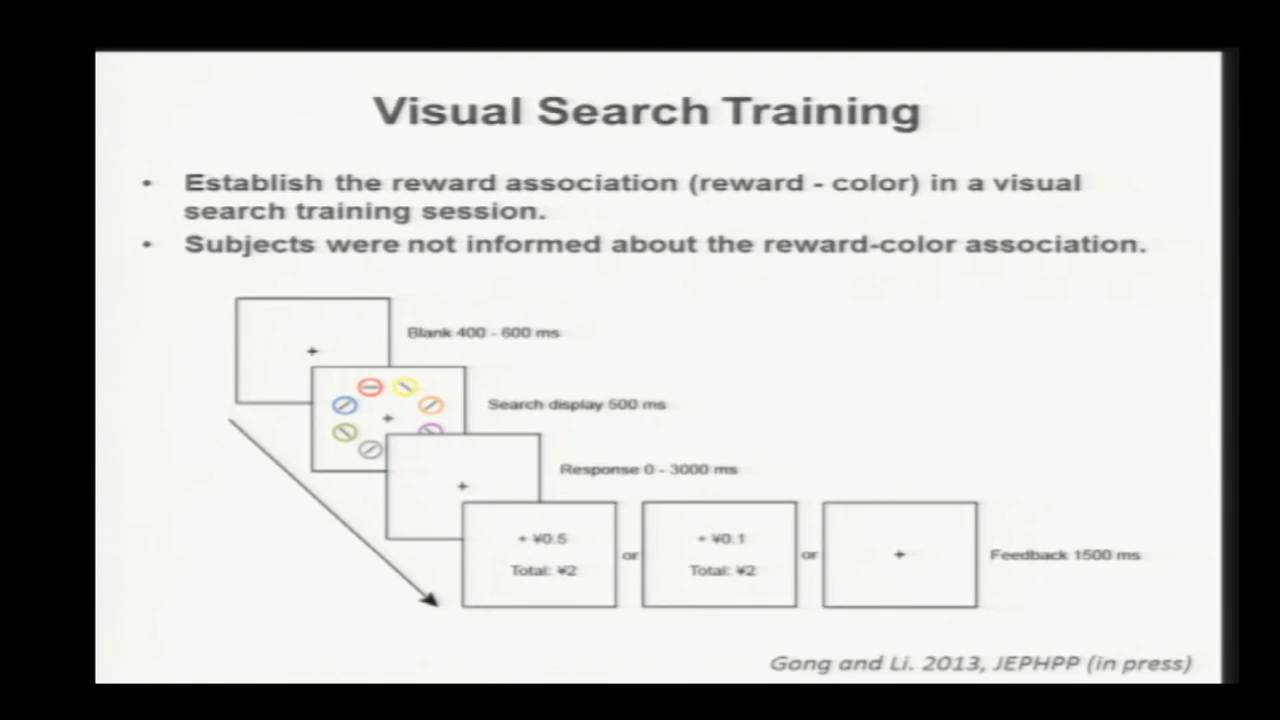 Visual Search Training
• Establish the reward association (reward - color) in a visual
search training session.
• Subjects were not informed about the reward-color association.
Blank 400 - 600 ms
Search display 500 ms
Response 0 - 3000 ms
+ ¥0.5
Total: ¥2
or
+ ¥0.1
Total: ¥2
or
Feedback 1500 ms
Gong and Li. 2013, JEPHPP (in press)